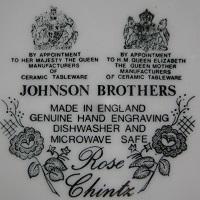 BY APPOINTMENT
TO HER MAJESTY THE QUEEN
MANUFACTURERS
OF
CERAMIC TABLEWARE
BY APPOINTMENT
TO H.M. QUEEN ELIZABETH
THE QUEEN MOTHER
MANUFACTURERS
OF
CERAMIC TABLEWARE
JOHNSON BROTHERS
MADE IN ENGLAND
GENUINE HAND ENGRAVING
DISHWASHER AND
MICROWAVE SAFE
Rose
Chintz